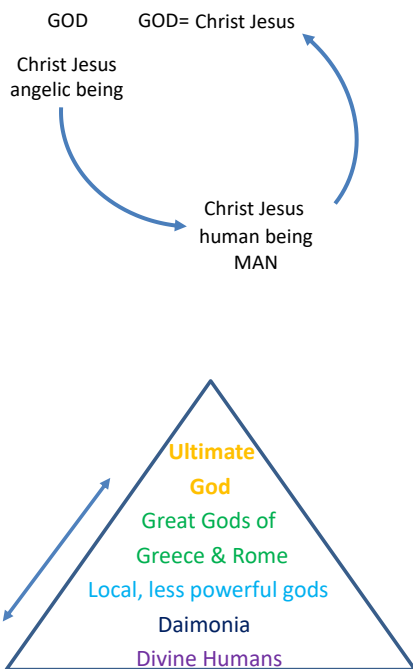 GOD GOD= Christ Jesus
Christ Jesus
angelic being
Christ Jesus
human being
MAN
Ultimate
God
Great Gods of
Greece & Rome
Local, less powerful gods
Daimonia
Divine Humans